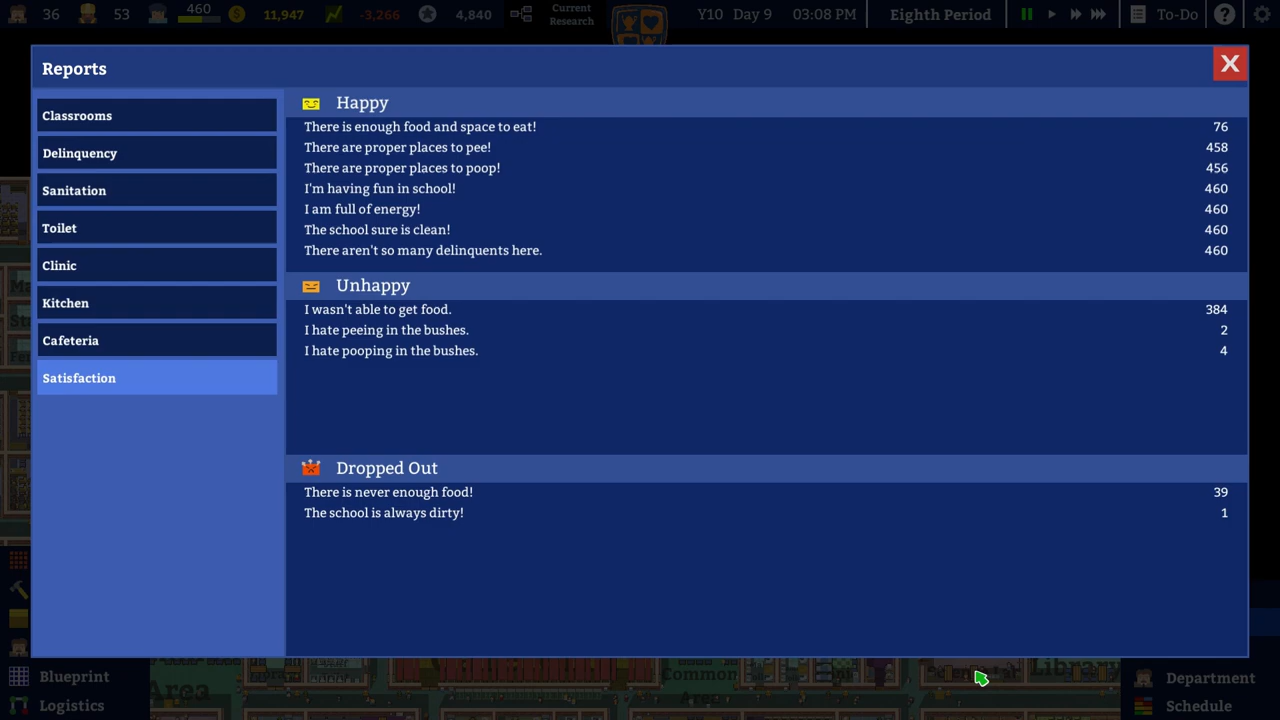 36 53 460 11,947 -3,266 4,840 Current Research Y10 Day 9 03:08 PM Eighth Period To-Do
Reports
X
Classrooms
Delinquency
Sanitation
Toilet
Clinic
Kitchen
Cafeteria
Satisfaction
Happy
There is enough food and space to eat! 76
There are proper places to pee! 458
There are proper places to poop! 456
I'm having fun in school! 460
I am full of energy! 460
The school sure is clean! 460
There aren't so many delinquents here. 460
Unhappy
I wasn't able to get food. 384
I hate peeing in the bushes. 2
I hate pooping in the bushes. 4
Dropped Out
There is never enough food! 39
The school is always dirty! 1
Blueprint
Logistics
Area
Common
Area
Library
Department
Schedule